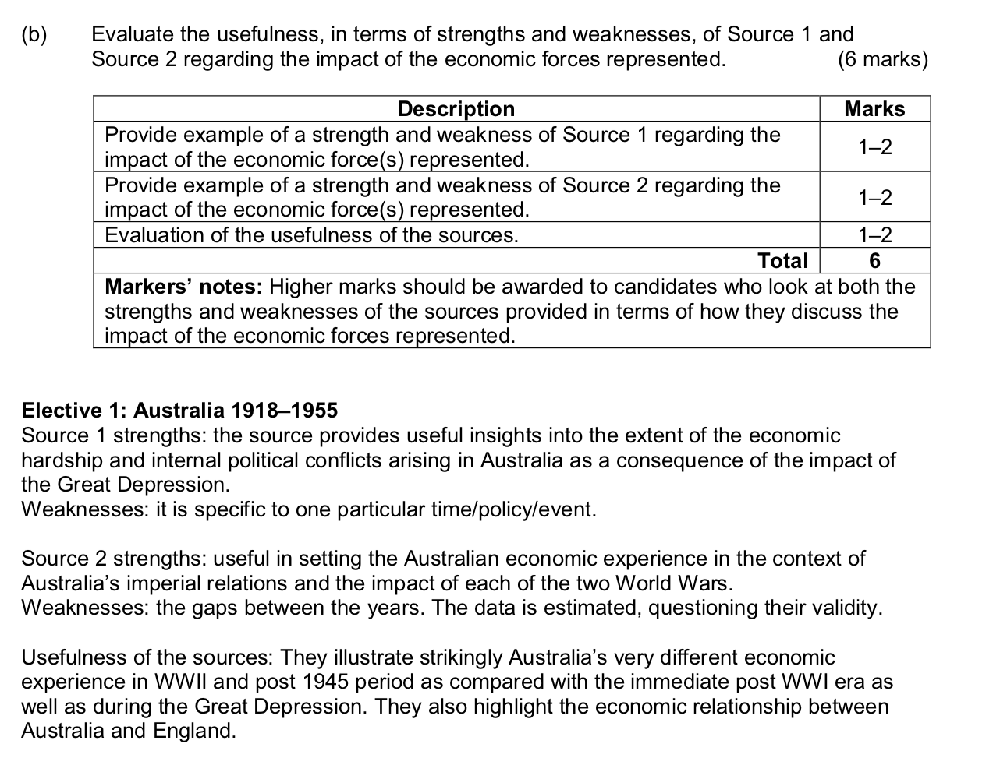 (b) Evaluate the usefulness, in terms of strengths and weaknesses, of Source 1 and
Source 2 regarding the impact of the economic forces represented. (6 marks)
Description Marks
Provide example of a strength and weakness of Source 1 regarding the
impact of the economic force(s) represented. 1–2
Provide example of a strength and weakness of Source 2 regarding the
impact of the economic force(s) represented. 1–2
Evaluation of the usefulness of the sources. 1–2
Total 6
Markers’ notes: Higher marks should be awarded to candidates who look at both the
strengths and weaknesses of the sources provided in terms of how they discuss the
impact of the economic forces represented.
Elective 1: Australia 1918–1955
Source 1 strengths: the source provides useful insights into the extent of the economic
hardship and internal political conflicts arising in Australia as a consequence of the impact of
the Great Depression.
Weaknesses: it is specific to one particular time/policy/event.
Source 2 strengths: useful in setting the Australian economic experience in the context of
Australia’s imperial relations and the impact of each of the two World Wars.
Weaknesses: the gaps between the years. The data is estimated, questioning their validity.
Usefulness of the sources: They illustrate strikingly Australia’s very different economic
experience in WWII and post 1945 period as compared with the immediate post WWI era as
well as during the Great Depression. They also highlight the economic relationship between
Australia and England.